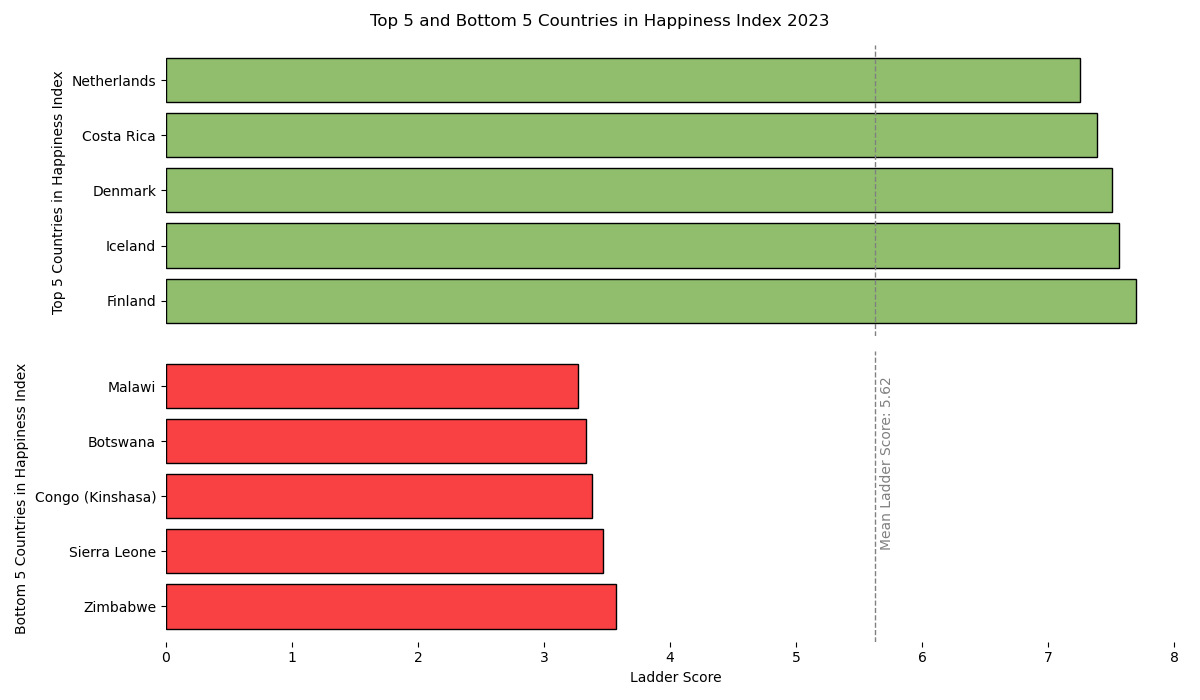 Top 5 and Bottom 5 Countries in Happiness Index 2023
Top 5 Countries in Happiness Index
Netherlands
Costa Rica
Denmark
Iceland
Finland
Bottom 5 Countries in Happiness Index
Malawi
Botswana
Congo (Kinshasa)
Sierra Leone
Zimbabwe
Mean Ladder Score: 5.62
0 1 2 3 4 5 6 7 8
Ladder Score